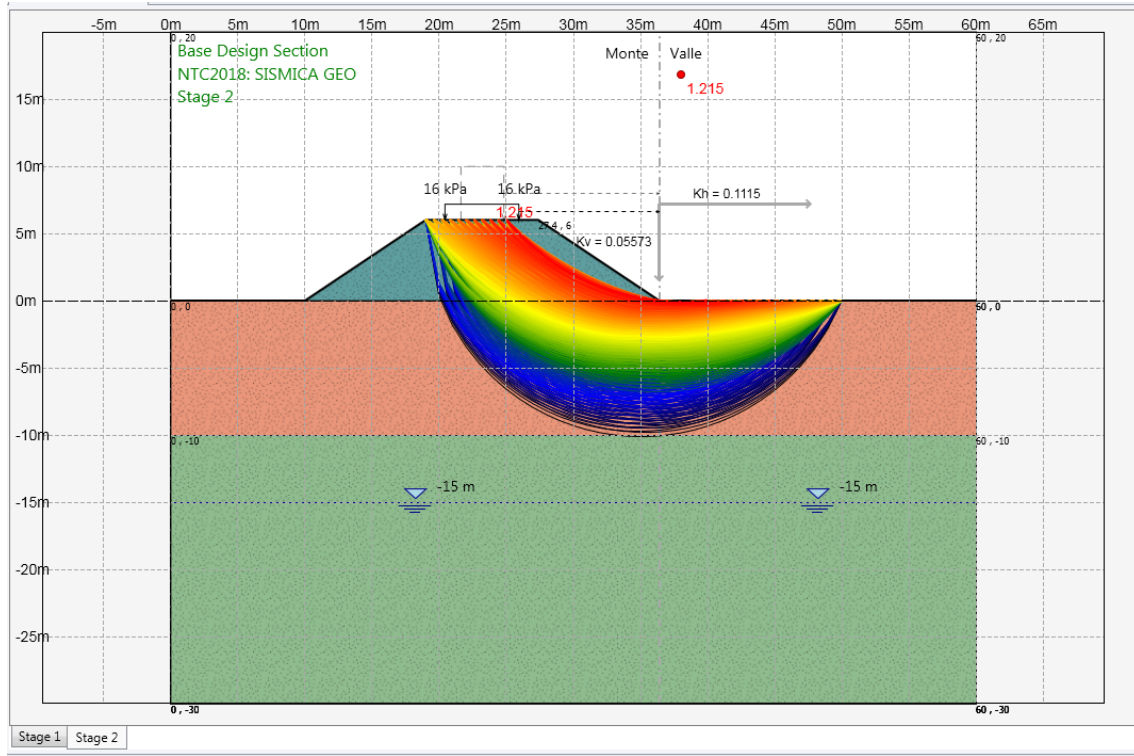 -5m 0m 5m 10m 15m 20m 25m 30m 35m 40m 45m 50m 55m 60m 65m
0, 20
60, 20
Base Design Section
NTC2018: SISMICA GEO
Stage 2
Monte Valle
1.215
15m
10m
16 kPa 16 kPa
Kh = 0.1115
1.215
5m
27.4, 6
Kv = 0.05573
0m
0, 0
60, 0
-5m
-10m
0, -10
60, -10
-15 m
-15 m
-15m
-20m
-25m
0, -30
60, -30
Stage 1 Stage 2